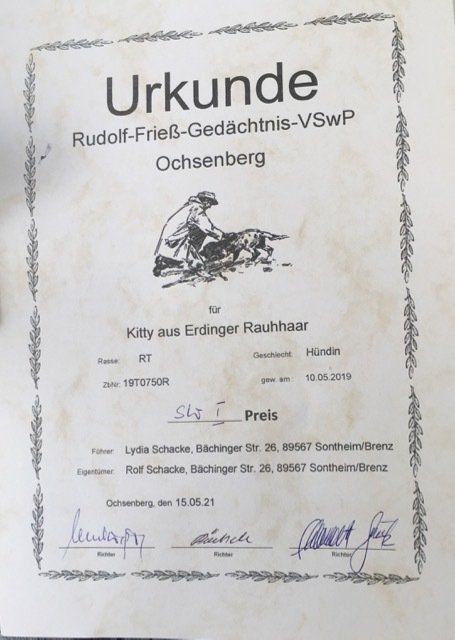 Urkunde
Rudolf-Frieß-Gedächtnis-VSwP
Ochsenberg
für
Kitty aus Erdinger Rauhhaar
Rasse: RT Geschlecht: Hündin
ZbNr: 19T0750R gew. am : 10.05.2019
Sw I Preis
Führer: Lydia Schacke, Bächinger Str. 26, 89567 Sontheim/Brenz
Eigentümer: Rolf Schacke, Bächinger Str. 26, 89567 Sontheim/Brenz
Ochsenberg, den 15.05.21
Richter Richter Richter